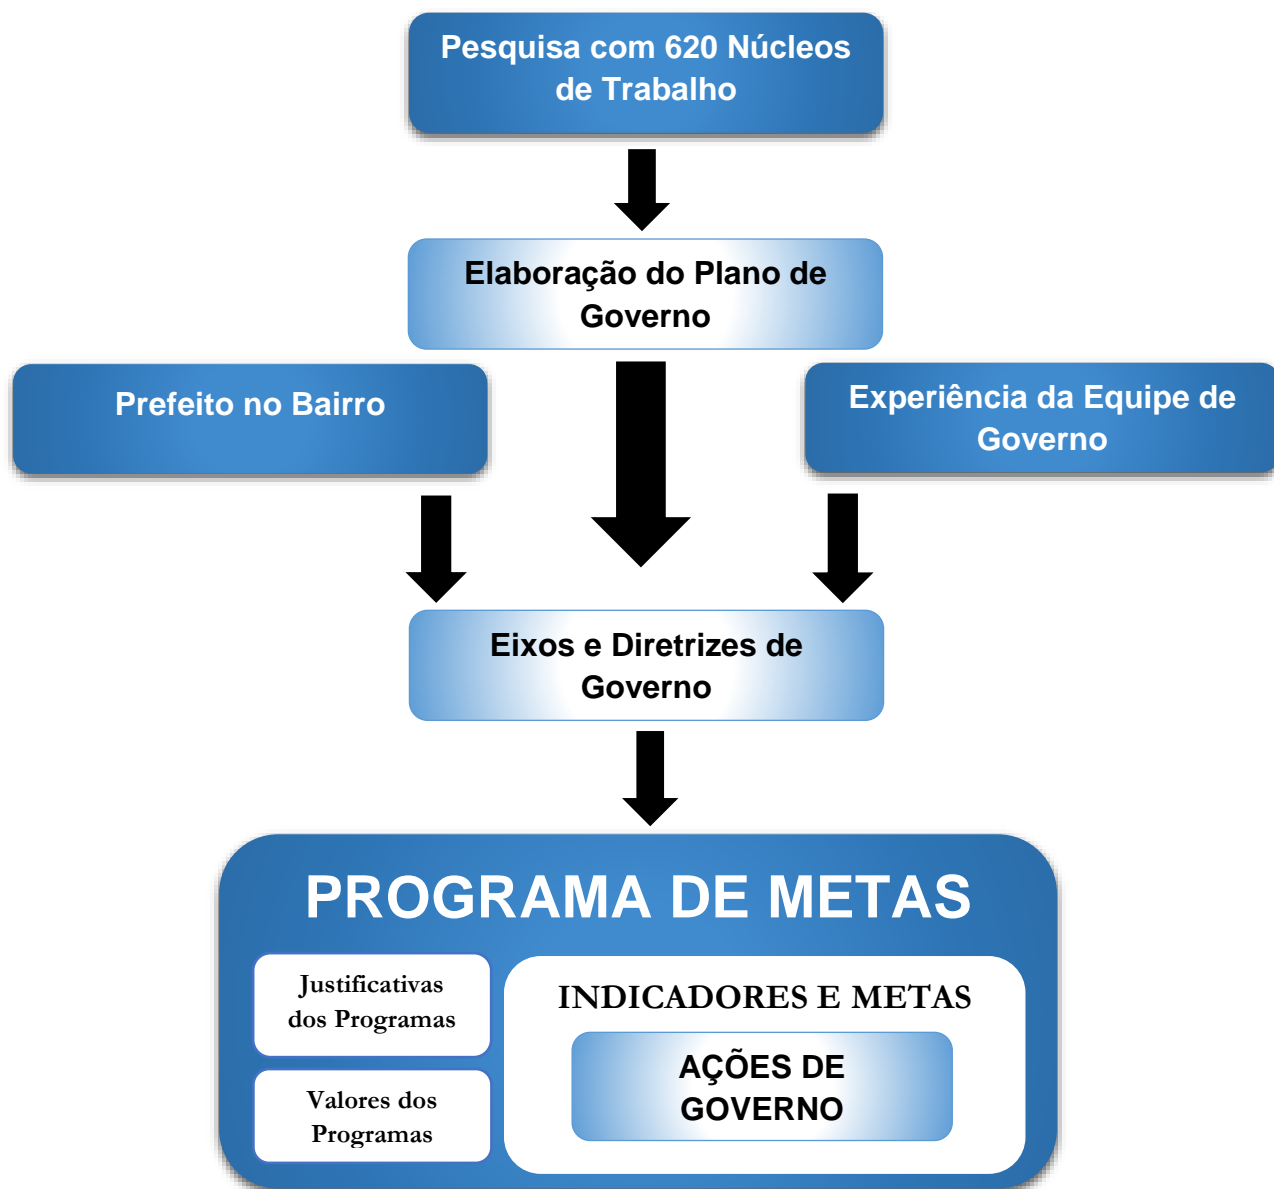 Pesquisa com 620 Núcleos
de Trabalho
Elaboração do Plano de
Governo
Prefeito no Bairro
Experiência da Equipe de
Governo
Eixos e Diretrizes de
Governo
PROGRAMA DE METAS
Justificativas
dos Programas
Valores dos
Programas
INDICADORES E METAS
AÇÕES DE
GOVERNO